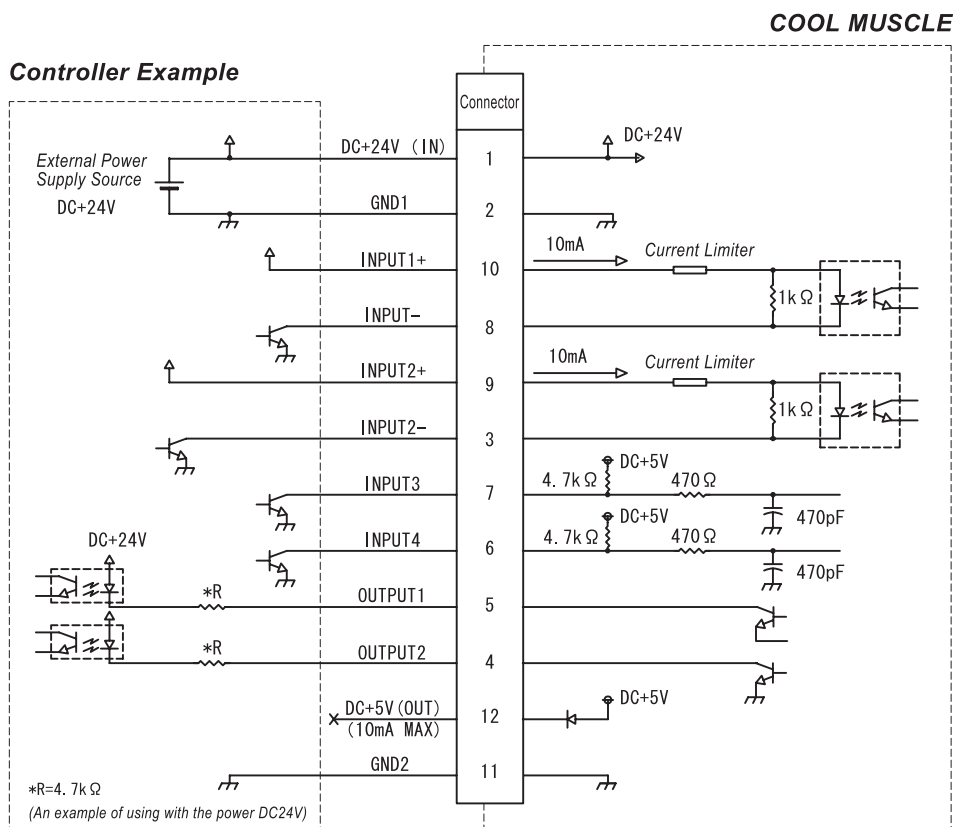 COOL MUSCLE
Controller Example
Connector
External Power
Supply Source
DC+24V
DC+24V (IN)
1
DC+24V
GND1
2
INPUT1+
10
10mA
Current Limiter
1kΩ
INPUT−
8
INPUT2+
9
10mA
Current Limiter
1kΩ
INPUT2−
3
INPUT3
7
4.7kΩ
DC+5V
470Ω
470pF
INPUT4
6
4.7kΩ
DC+5V
470Ω
470pF
DC+24V
*R
OUTPUT1
5
*R
OUTPUT2
4
DC+5V(OUT)
(10mA MAX)
12
DC+5V
GND2
11
*R=4.7kΩ
(An example of using with the power DC24V)